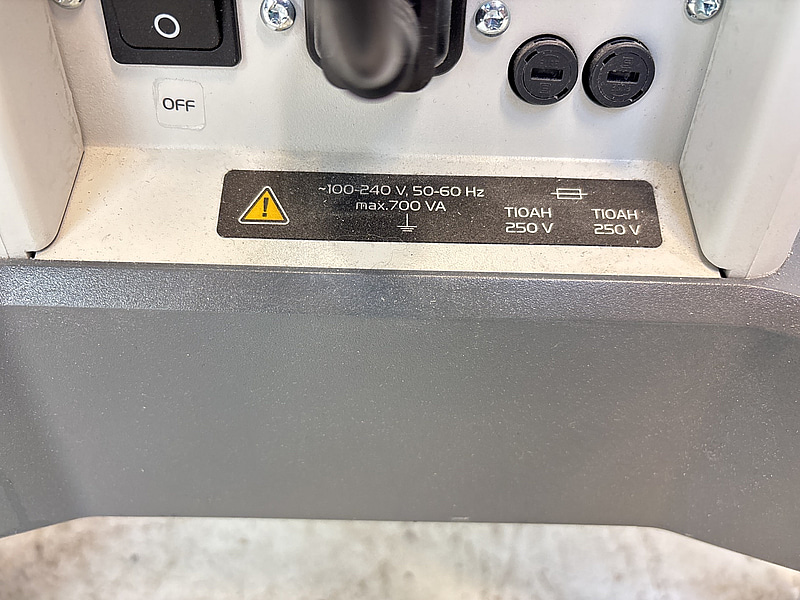 OFF
~100-240 V, 50-60 Hz
max.700 VA
T10AH
250 V
T10AH
250 V